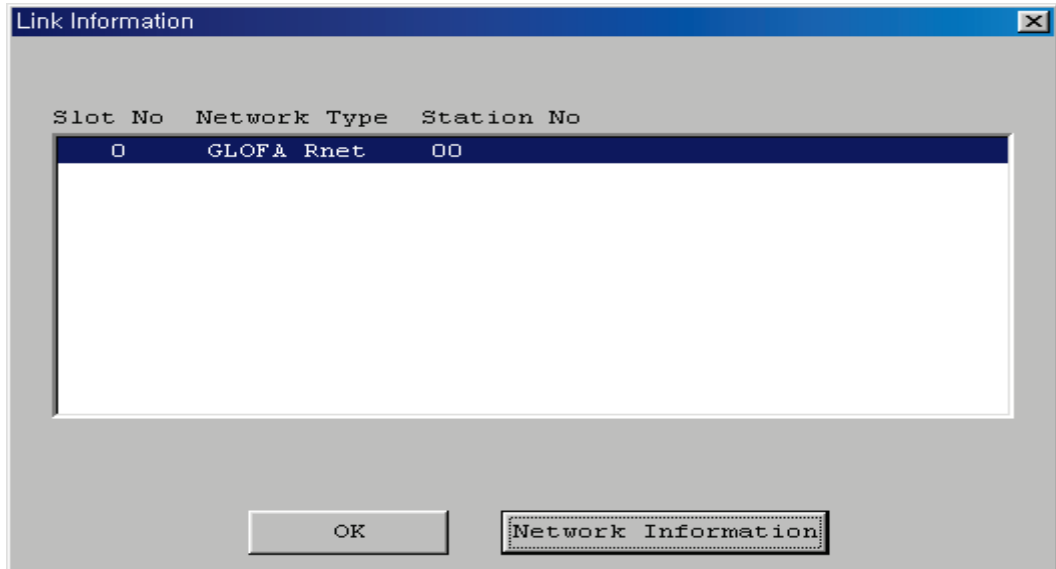 Link Information
Slot No Network Type Station No
0 GLOFA Rnet 00
OK Network Information